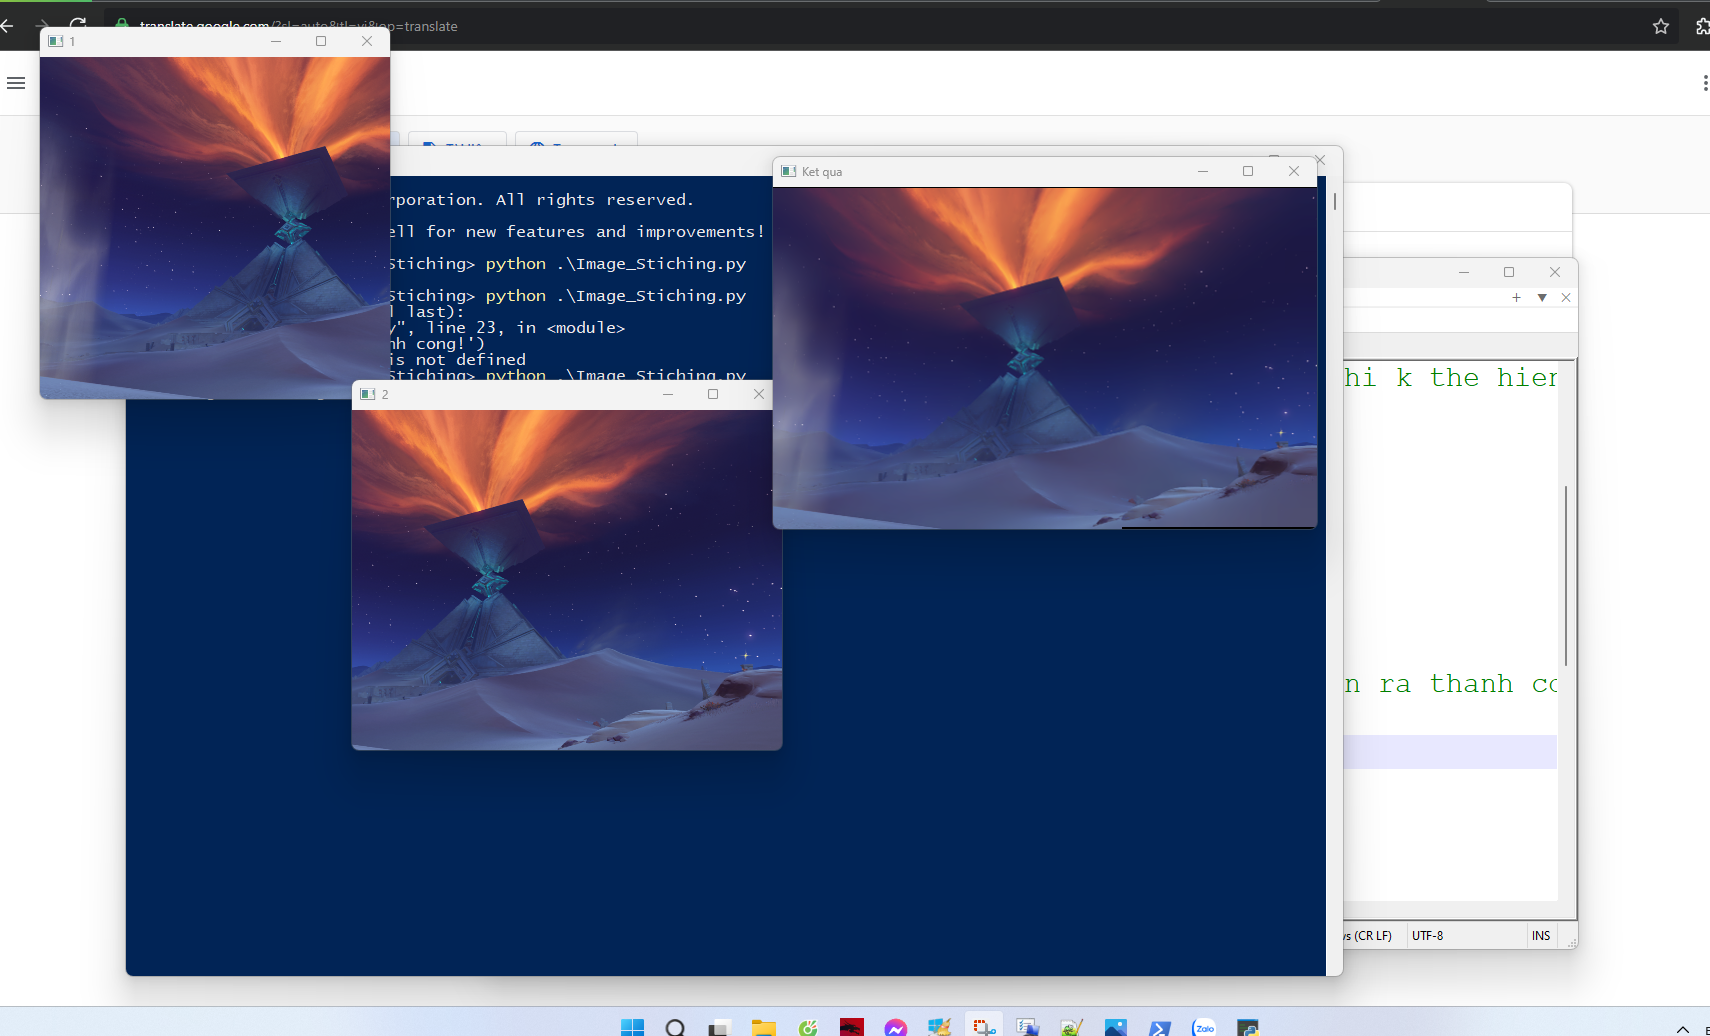 translate.google.com/?sl=auto&tl=vi&op=translate
1
rporation. All rights reserved.
ell for new features and improvements!
Stiching> python .\Image_Stiching.py
Stiching> python .\Image_Stiching.py
last):
", line 23, in <module>
nh cong!')
is not defined
Stiching> python .\Image_Stiching.py
2
Ket qua
hi k the hien
n ra thanh co
(CR LF)
UTF-8
INS
Zalo